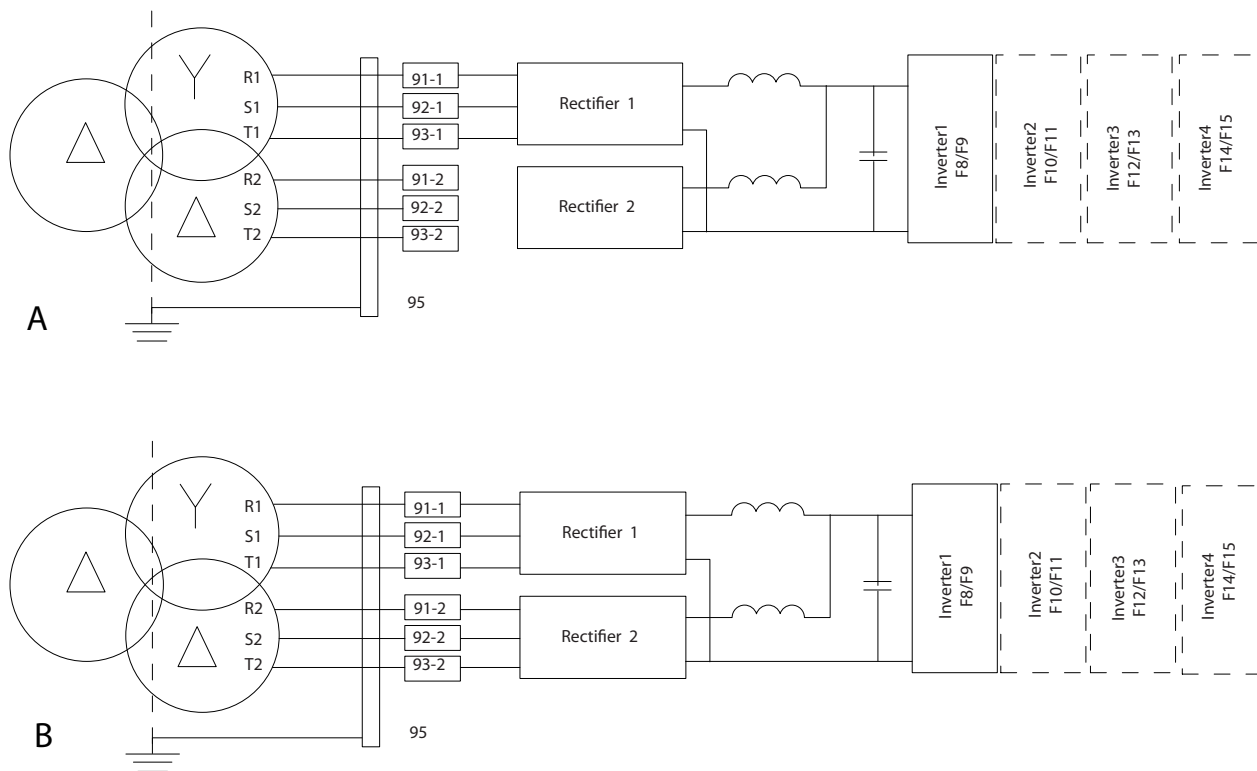 R1
91-1
S1
92-1
Rectifier 1
T1
93-1
R2
91-2
S2
92-2
Rectifier 2
T2
93-2
Inverter1
F8/F9
Inverter2
F10/F11
Inverter3
F12/F13
Inverter4
F14/F15
95
A
R1
91-1
S1
92-1
Rectifier 1
T1
93-1
R2
91-2
S2
92-2
Rectifier 2
T2
93-2
Inverter1
F8/F9
Inverter2
F10/F11
Inverter3
F12/F13
Inverter4
F14/F15
95
B